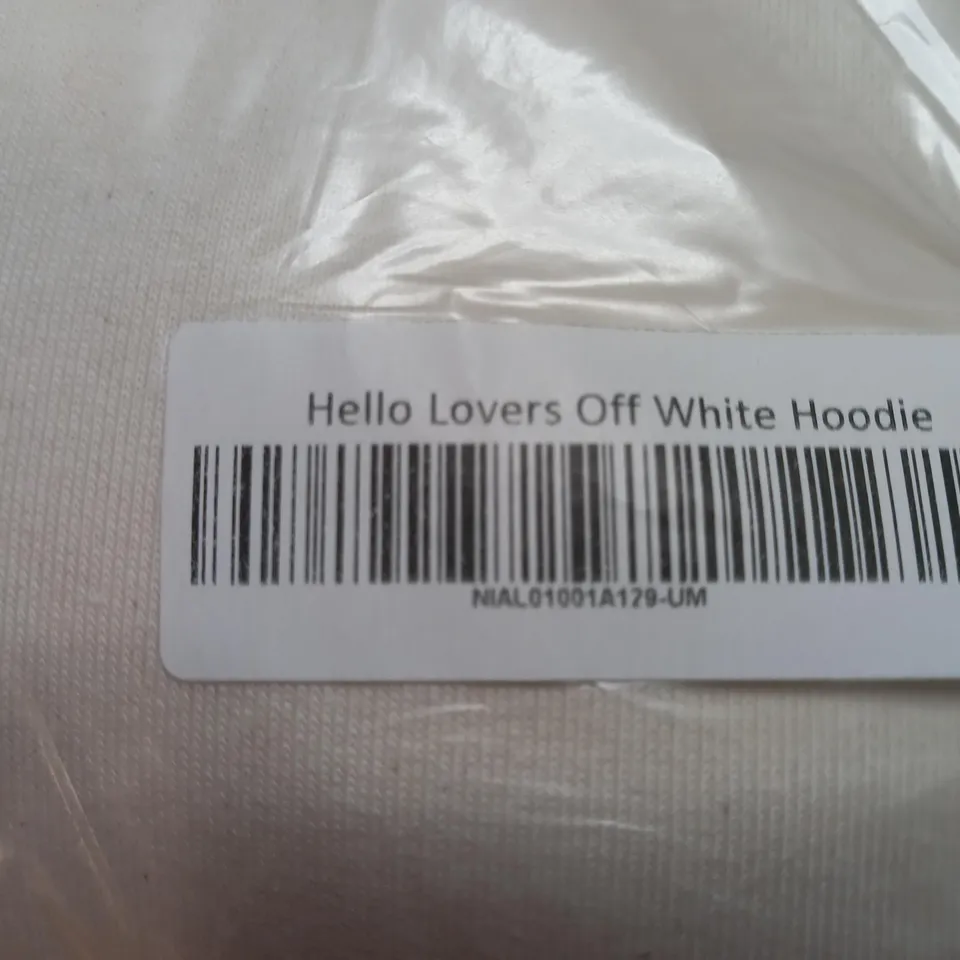 Hello Lovers Off White Hoodie
NIAL01001A129-UM